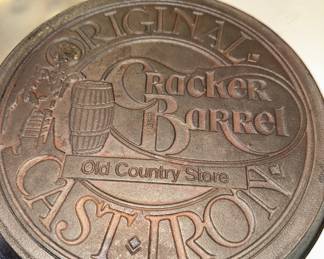 ORIGINAL
Cracker
Barrel
Old Country Store
CAST IRON